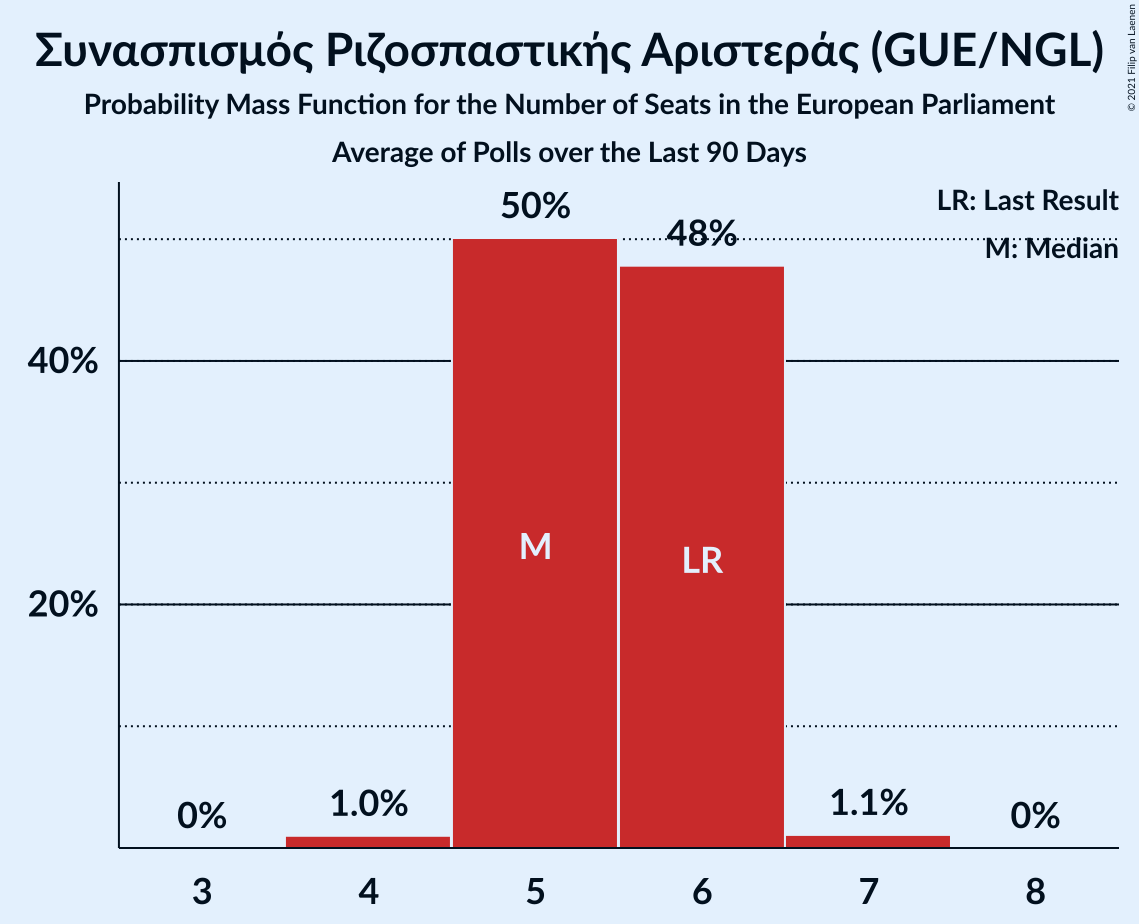 Συνασπισμός Ριζοσπαστικής Αριστεράς (GUE/NGL)
Probability Mass Function for the Number of Seats in the European Parliament
Average of Polls over the Last 90 Days
© 2021 Filip van Laenen
LR: Last Result
M: Median
50%
48%
40%
M
LR
20%
0%
1.0%
1.1%
0%
3 4 5 6 7 8